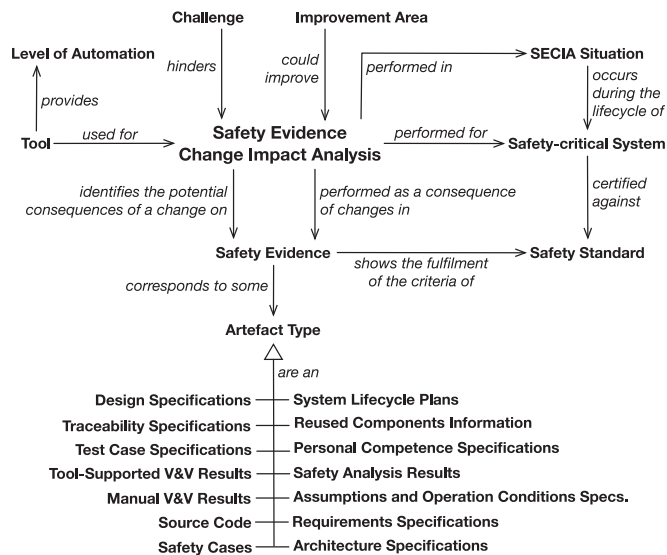 Challenge
Improvement Area
Level of Automation
hinders
could
improve
performed in
SECIA Situation
provides
occurs
during the
lifecycle of
Tool
used for
Safety Evidence
Change Impact Analysis
performed for
Safety-critical System
identifies the potential
consequences of a change on
performed as a consequence
of changes in
certified
against
Safety Evidence
shows the fulfilment
of the criteria of
Safety Standard
corresponds to some
Artefact Type
are an
Design Specifications
System Lifecycle Plans
Traceability Specifications
Reused Components Information
Test Case Specifications
Personal Competence Specifications
Tool-Supported V&V Results
Safety Analysis Results
Manual V&V Results
Assumptions and Operation Conditions Specs.
Source Code
Requirements Specifications
Safety Cases
Architecture Specifications